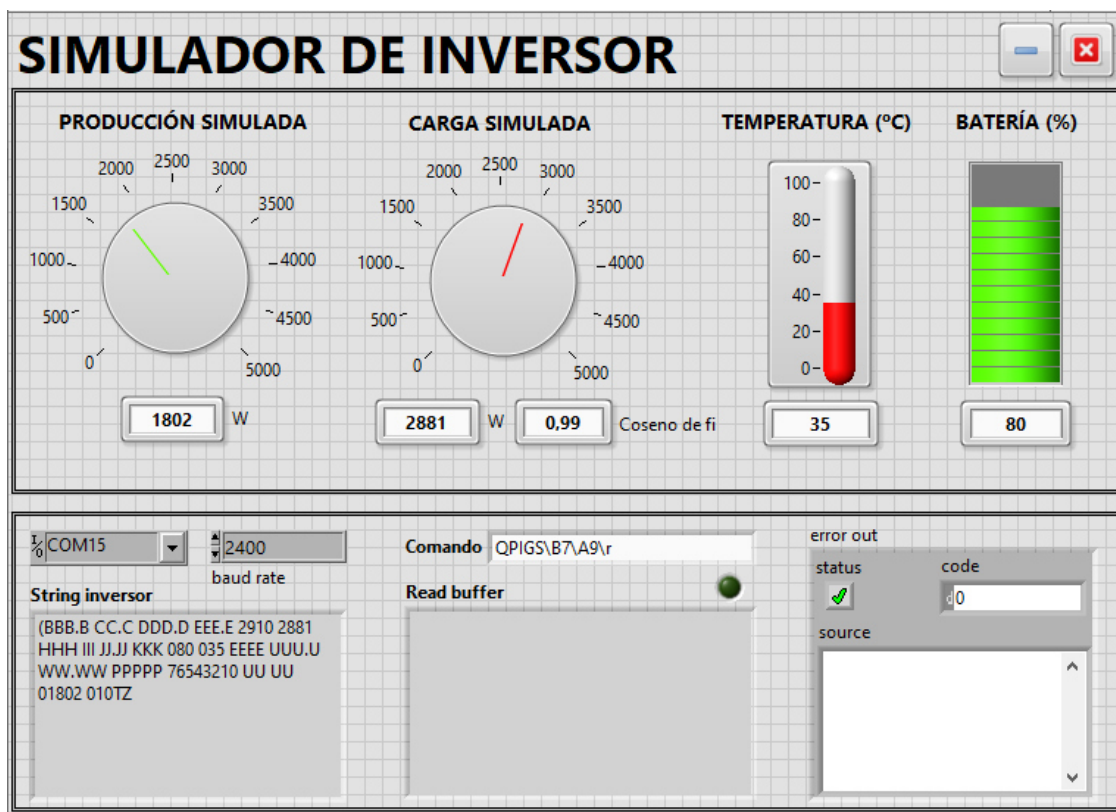 SIMULADOR DE INVERSOR
PRODUCCIÓN SIMULADA
0
500
1000
1500
2000
2500
3000
3500
4000
4500
5000
1802 W
CARGA SIMULADA
0
500
1000
1500
2000
2500
3000
3500
4000
4500
5000
2881 W
0,99 Coseno de fi
TEMPERATURA (ºC)
100
80
60
40
20
0
35
BATERÍA (%)
80
I/O COM15
2400
baud rate
String inversor
(BBB.B CC.C DDD.D EEE.E 2910 2881
HHH III JJ.JJ KKK 080 035 EEEE UUU.U
WW.WW PPPPP 76543210 UU UU
01802 010TZ
Comando QPIGS\B7\A9\r
Read buffer
error out
status
code
d 0
source